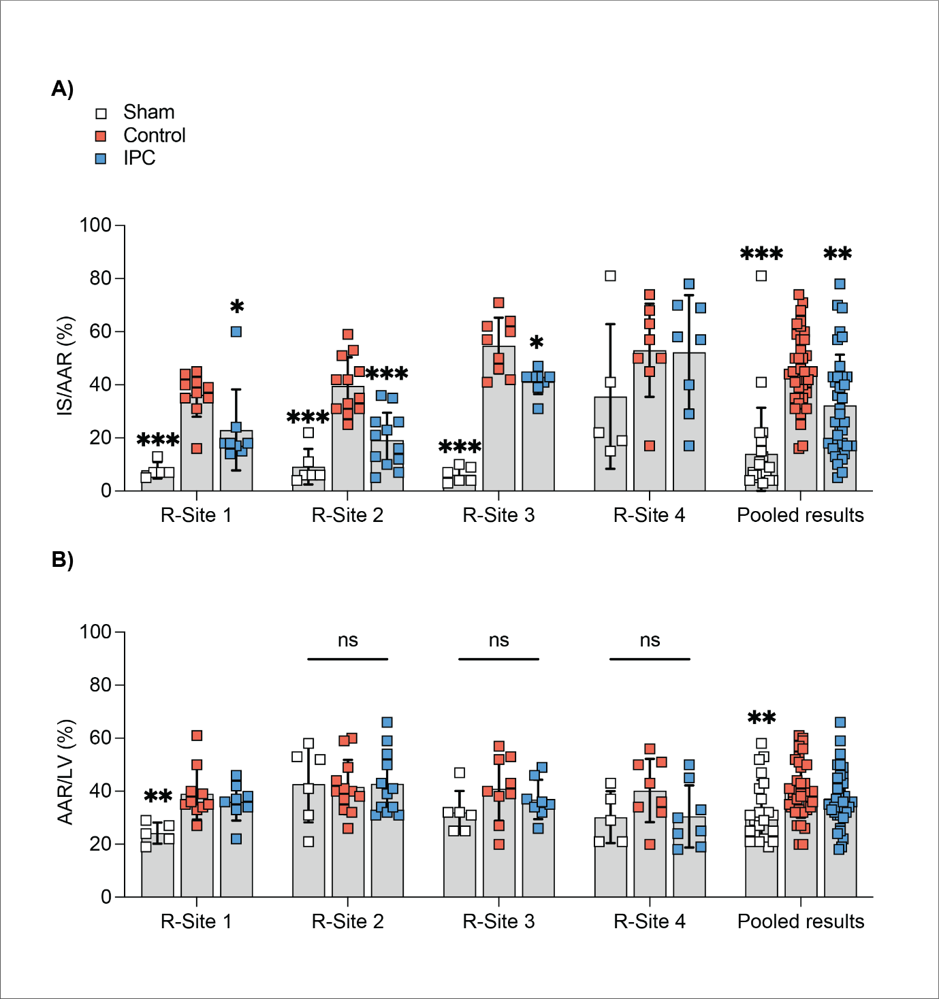 A)
Sham
Control
IPC
IS/AAR (%)
100
80
60
40
20
0
***
*
***
***
***
*
***
**
R-Site 1
R-Site 2
R-Site 3
R-Site 4
Pooled results
B)
AAR/LV (%)
100
80
60
40
20
0
**
ns
ns
ns
**
R-Site 1
R-Site 2
R-Site 3
R-Site 4
Pooled results